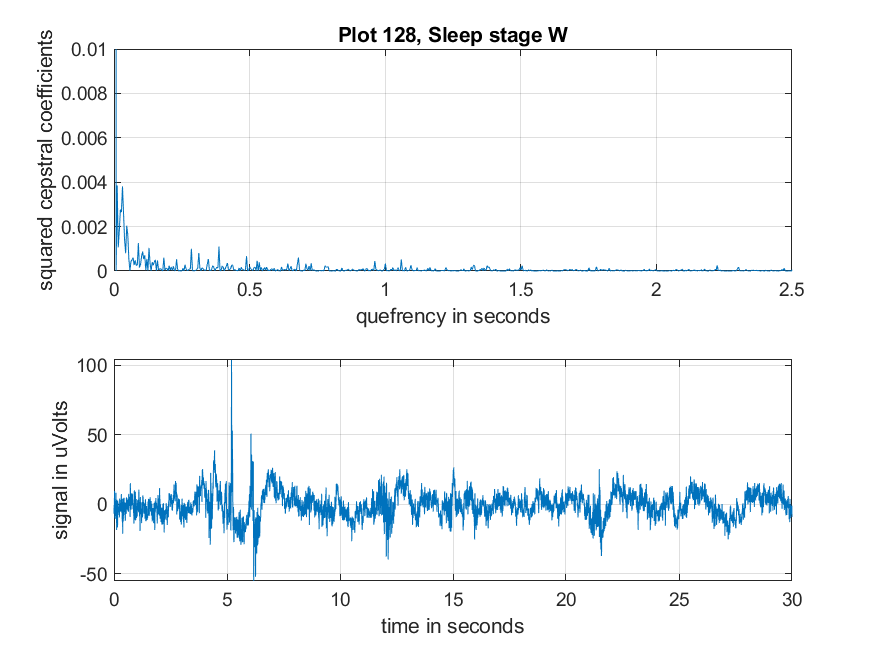 Plot 128, Sleep stage W
squared cepstral coefficients
0.01
0.008
0.006
0.004
0.002
0
0 0.5 1 1.5 2 2.5
quefrency in seconds
signal in uVolts
100
50
0
-50
0 5 10 15 20 25 30
time in seconds